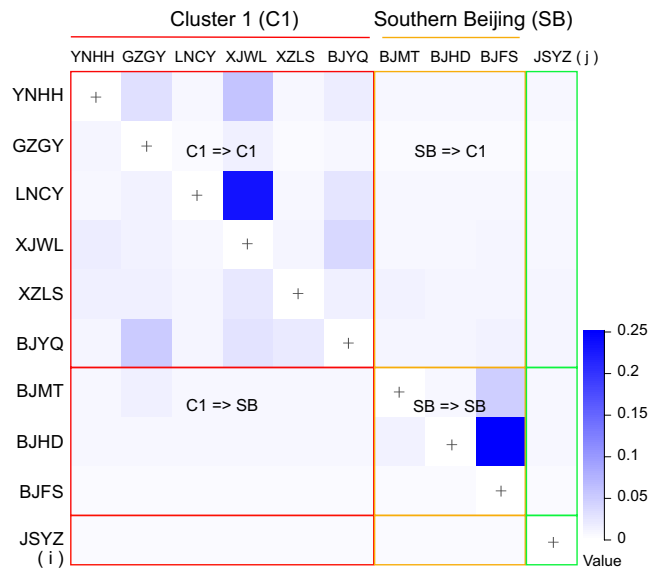 Cluster 1 (C1) Southern Beijing (SB)
YNHH GZGY LNCY XJWL XZLS BJYQ BJMT BJHD BJFS JSYZ ( j )
YNHH +
GZGY +
C1 => C1 SB => C1
LNCY +
XJWL +
XZLS +
BJYQ +
BJMT +
C1 => SB SB => SB
BJHD +
BJFS +
JSYZ +
( i )
0.25
0.2
0.15
0.1
0.05
0
Value